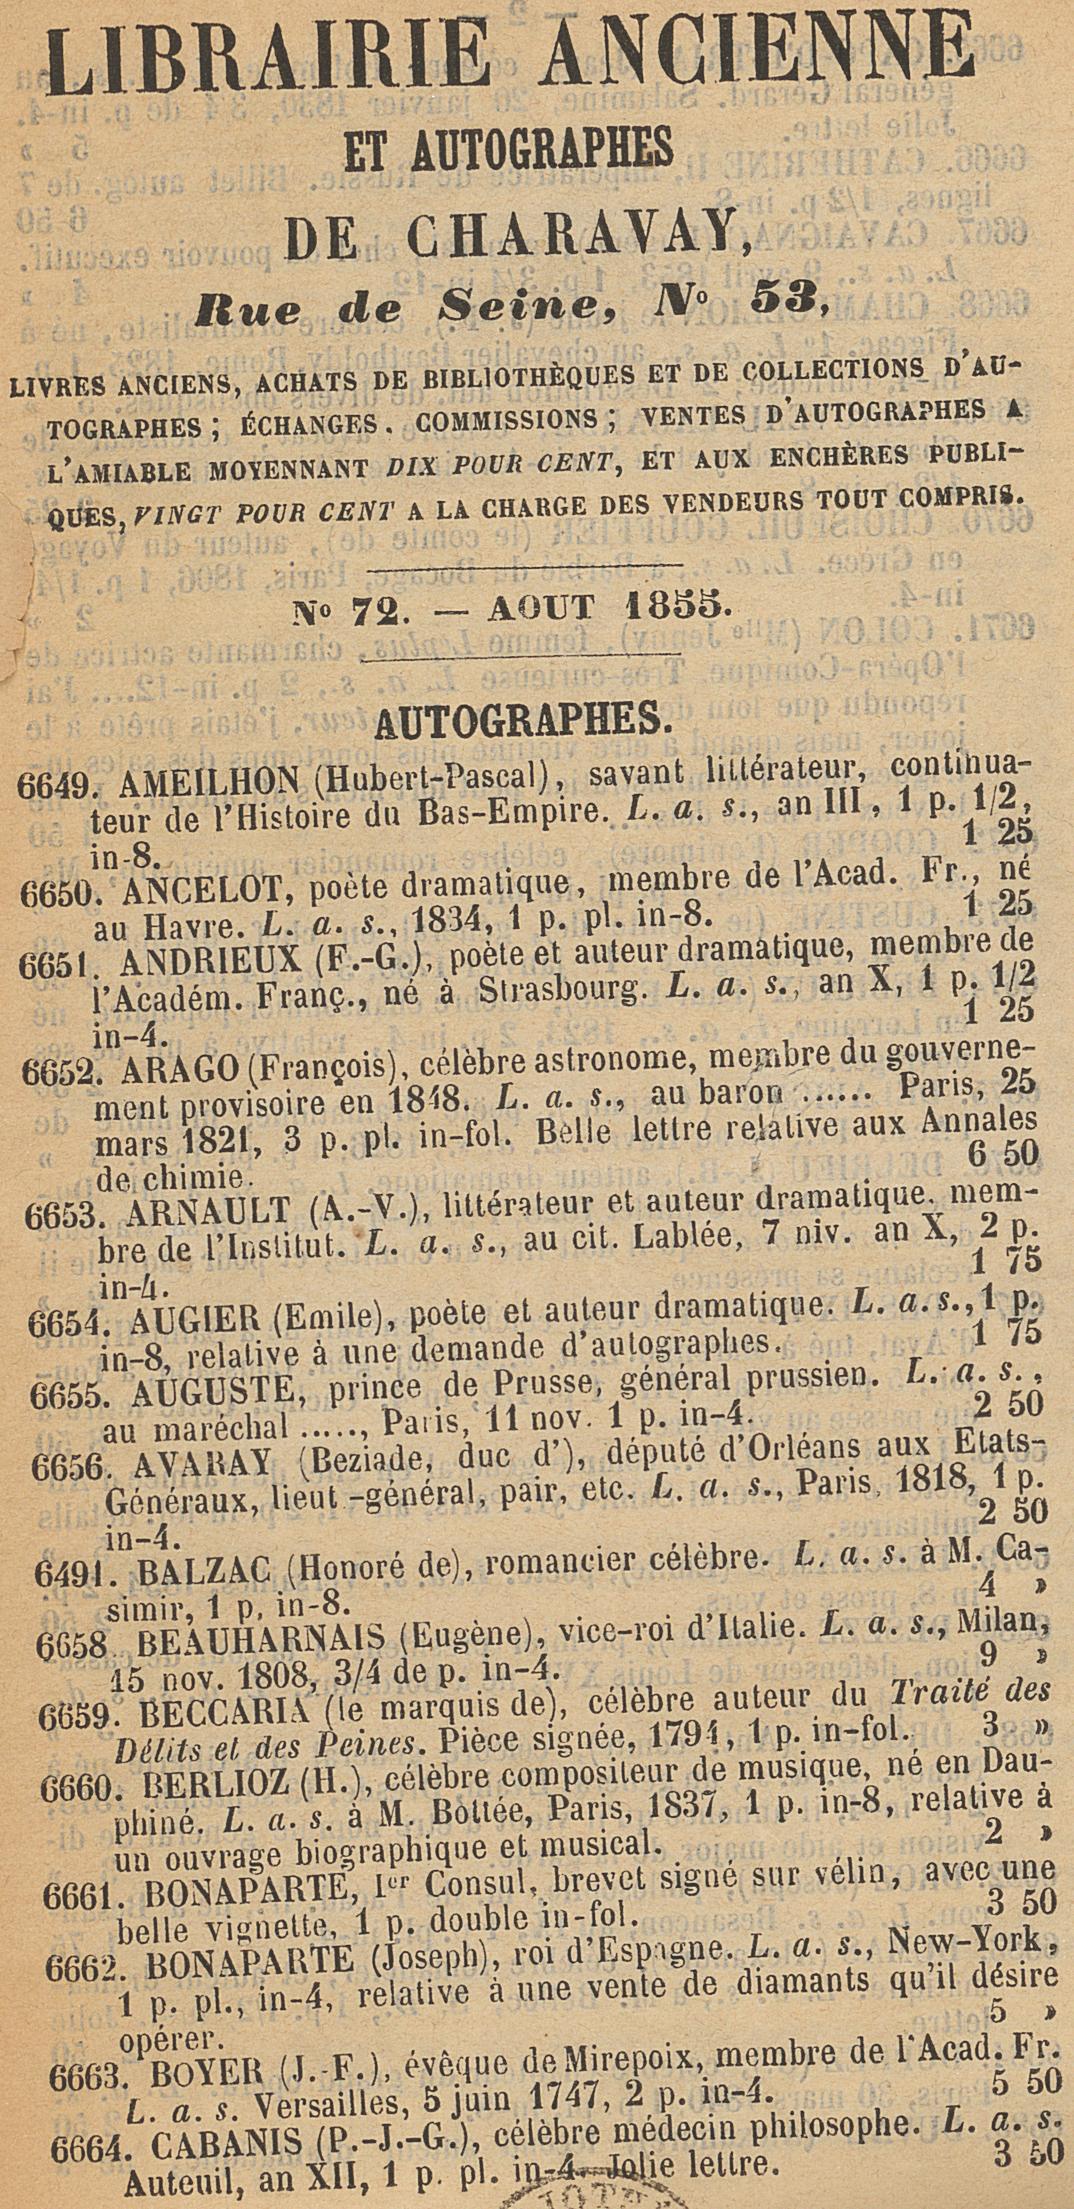 LIBRAIRIE ANCIENNE
ET AUTOGRAPHES
DE CHARAVAY,
Rue de Seine, No 53,
LIVRES ANCIENS, ACHATS DE BIBLIOTHÈQUES ET DE COLLECTIONS D'AU-
TOGRAPHES ; ÉCHANGES. COMMISSIONS ; VENTES D'AUTOGRAPHES A
L'AMIABLE MOYENNANT DIX POUR CENT, ET AUX ENCHÈRES PUBLI-
QUES, VINGT POUR CENT A LA CHARGE DES VENDEURS TOUT COMPRIS.
No 72. — AOUT 1855.
AUTOGRAPHES.
6649. AMEILHON (Hubert-Pascal), savant littérateur, continua-
teur de l'Histoire du Bas-Empire. L. a. s., an III, 1 p. 1/2,
in-8. 1 25
6650. ANCELOT, poète dramatique, membre de l'Acad. Fr., né
au Havre. L. a. s., 1834, 1 p. pl. in-8. 1 25
6651. ANDRIEUX (F.-G.), poète et auteur dramatique, membre de
l'Académ. Franç., né à Strasbourg. L. a. s., an X, 1 p. 1/2
in-4. 1 25
6652. ARAGO (François), célèbre astronome, membre du gouverne-
ment provisoire en 1848. L. a. s., au baron ...... Paris, 25
mars 1821, 3 p. pl. in-fol. Belle lettre relative aux Annales
de chimie. 6 50
6653. ARNAULT (A.-V.), littérateur et auteur dramatique. mem-
bre de l'Institut. L. a. s., au cit. Lablée, 7 niv. an X, 2 p.
in-4. 1 75
6654. AUGIER (Emile), poète et auteur dramatique. L. a. s., 1 p.
in-8, relative à une demande d'autographes. 1 75
6655. AUGUSTE, prince de Prusse, général prussien. L. a. s.,
au maréchal ....., Paris, 11 nov. 1 p. in-4. 2 50
6656. AVARAY (Beziade, duc d'), député d'Orléans aux Etats-
Généraux, lieut -général, pair, etc. L. a. s., Paris, 1818, 1 p.
in-4. 2 50
6491. BALZAC (Honoré de), romancier célèbre. L. a. s. à M. Ca-
simir, 1 p. in-8. 4 »
6658. BEAUHARNAIS (Eugène), vice-roi d'Italie. L. a. s., Milan,
15 nov. 1808, 3/4 de p. in-4. 9 »
6659. BECCARIA (le marquis de), célèbre auteur du Traité des
Délits et des Peines. Pièce signée, 1794, 1 p. in-fol. 3 »
6660. BERLIOZ (H.), célèbre compositeur de musique, né en Dau-
phiné. L. a. s. à M. Bottée, Paris, 1837, 1 p. in-8, relative à
un ouvrage biographique et musical. 2 »
6661. BONAPARTE, Ier Consul, brevet signé sur vélin, avec une
belle vignette, 1 p. double in-fol. 3 50
6662. BONAPARTE (Joseph), roi d'Espagne. L. a. s., New-York,
1 p. pl., in-4, relative à une vente de diamants qu'il désire
opérer. 5 »
6663. BOYER (J.-F.), évêque de Mirepoix, membre de l'Acad. Fr.
L. a. s. Versailles, 5 juin 1747, 2 p. in-4. 5 50
6664. CABANIS (P.-J.-G.), célèbre médecin philosophe. L. a. s.
Auteuil, an XII, 1 p. pl. in-4. Jolie lettre. 3 50